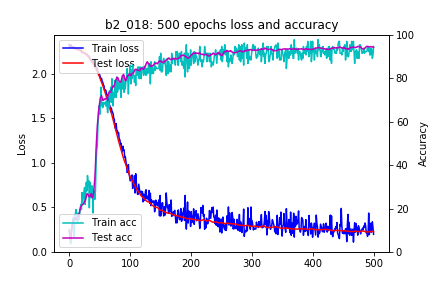 b2_018: 500 epochs loss and accuracy
Train loss
Test loss
Train acc
Test acc
Loss
Accuracy
2.0
1.5
1.0
0.5
0.0
100
80
60
40
20
0
0 100 200 300 400 500